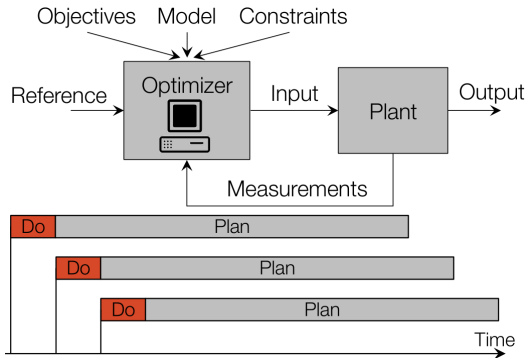 Objectives Model Constraints
Optimizer
Reference Input Plant Output
Measurements
Do Plan
Do Plan
Do Plan
Time